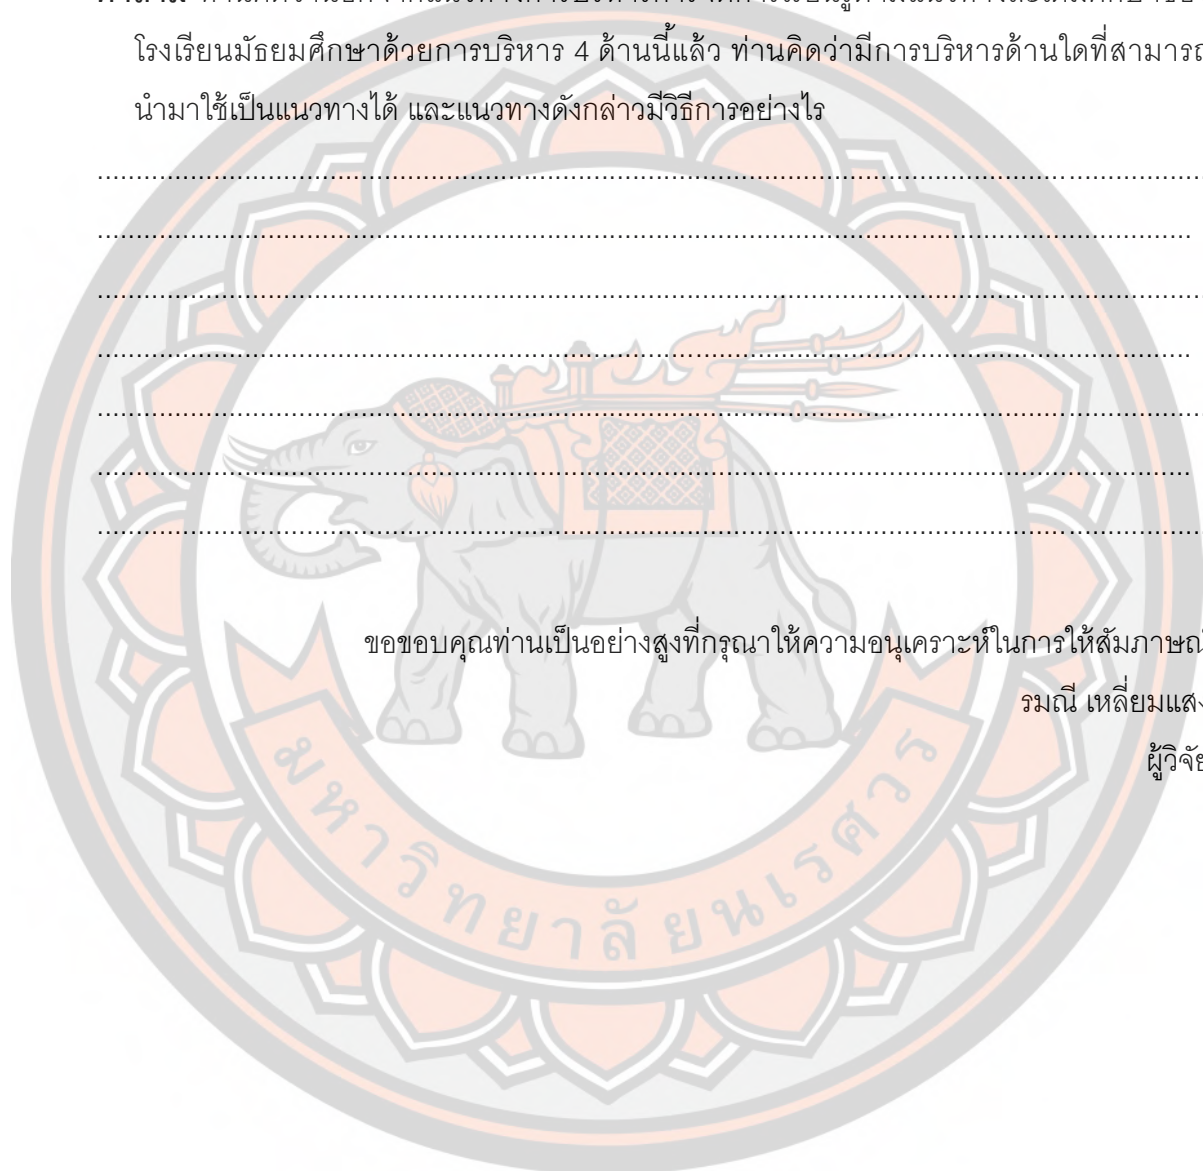 โรงเรียนมัธยมศึกษาด้วยการบริหาร 4 ด้านนี้แล้ว ท่านคิดว่ามีการบริหารด้านใดที่สามารถ
นำมาใช้เป็นแนวทางได้ และแนวทางดังกล่าวมีวิธีการอย่างไร
ขอขอบคุณท่านเป็นอย่างสูงที่กรุณาให้ความอนุเคราะห์ในการให้สัมภาษณ์
รมณี เหลี่ยมแสง
ผู้วิจัย
มหาวิทยาลัยนเรศวร